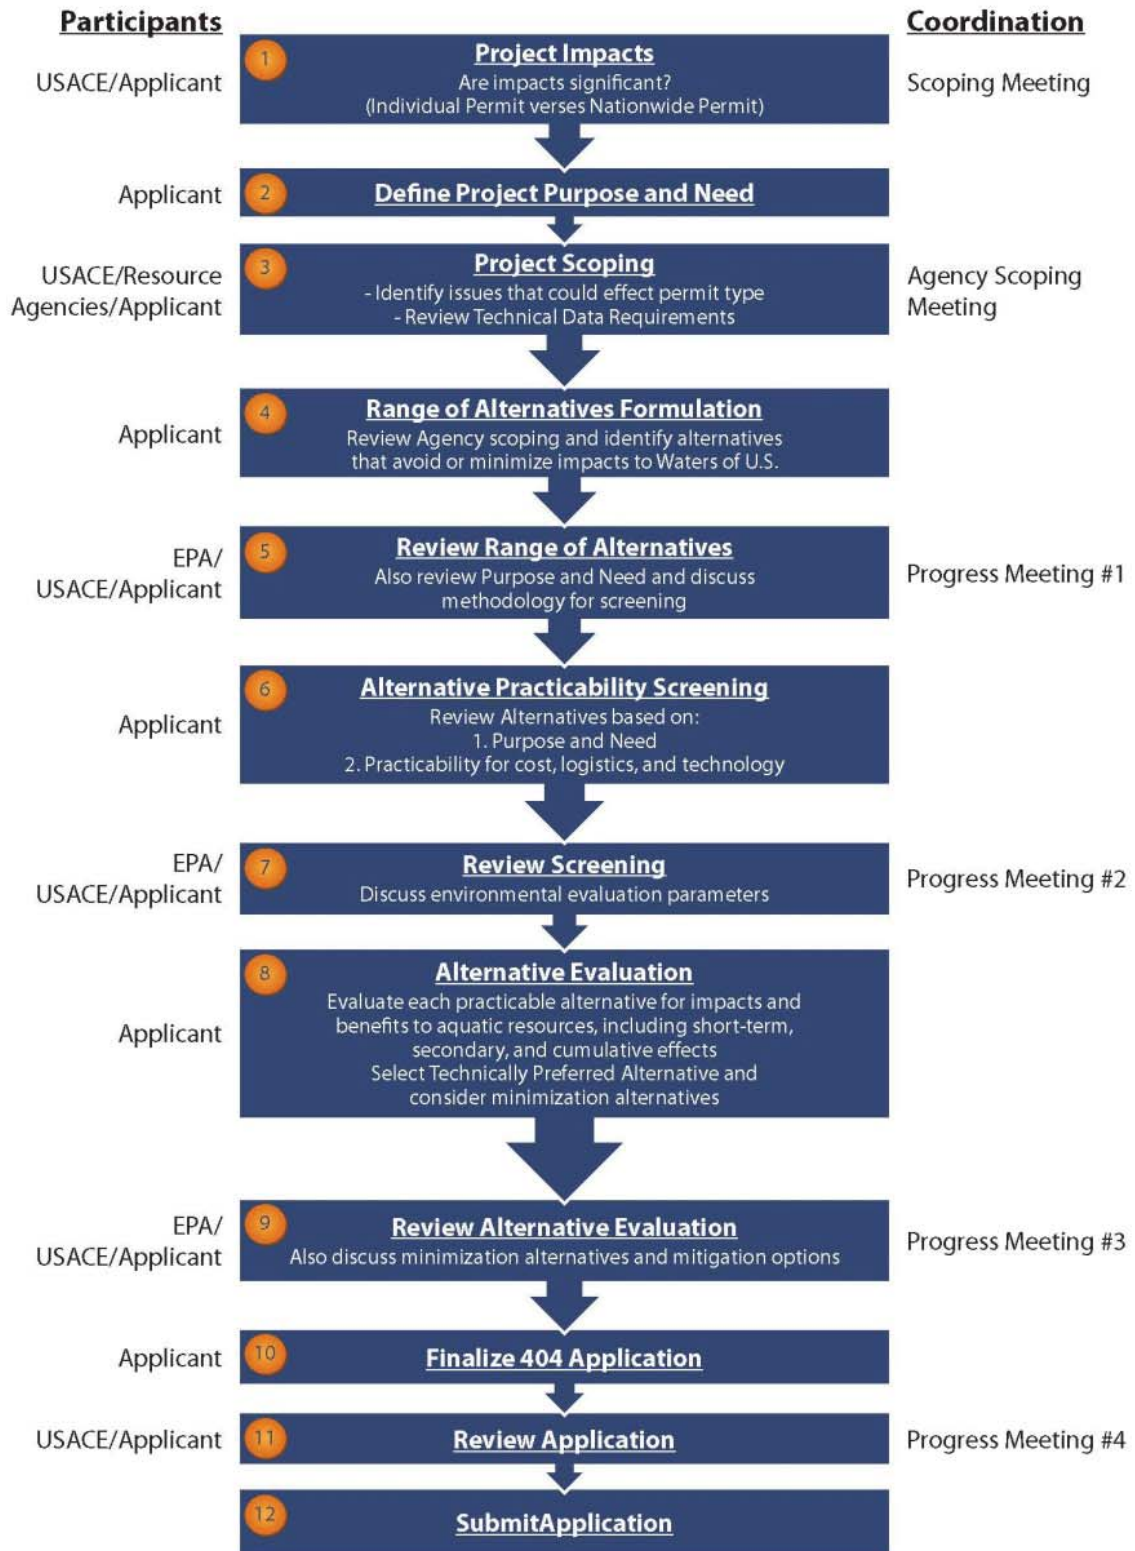 Participants
Coordination
1
Project Impacts
USACE/Applicant
Are impacts significant?
(Individual Permit verses Nationwide Permit)
Scoping Meeting
Applicant
2
Define Project Purpose and Need
USACE/Resource
Agencies/Applicant
3
Project Scoping
- Identify issues that could effect permit type
- Review Technical Data Requirements
Agency Scoping
Meeting
Applicant
4
Range of Alternatives Formulation
Review Agency scoping and identify alternatives
that avoid or minimize impacts to Waters of U.S.
EPA/
USACE/Applicant
5
Review Range of Alternatives
Also review Purpose and Need and discuss
methodology for screening
Progress Meeting #1
Applicant
6
Alternative Practicability Screening
Review Alternatives based on:
1. Purpose and Need
2. Practicability for cost, logistics, and technology
EPA/
USACE/Applicant
7
Review Screening
Discuss environmental evaluation parameters
Progress Meeting #2
Applicant
8
Alternative Evaluation
Evaluate each practicable alternative for impacts and
benefits to aquatic resources, including short-term,
secondary, and cumulative effects
Select Technically Preferred Alternative and
consider minimization alternatives
EPA/
USACE/Applicant
9
Review Alternative Evaluation
Also discuss minimization alternatives and mitigation options
Progress Meeting #3
Applicant
10
Finalize 404 Application
USACE/Applicant
11
Review Application
Progress Meeting #4
12
SubmitApplication